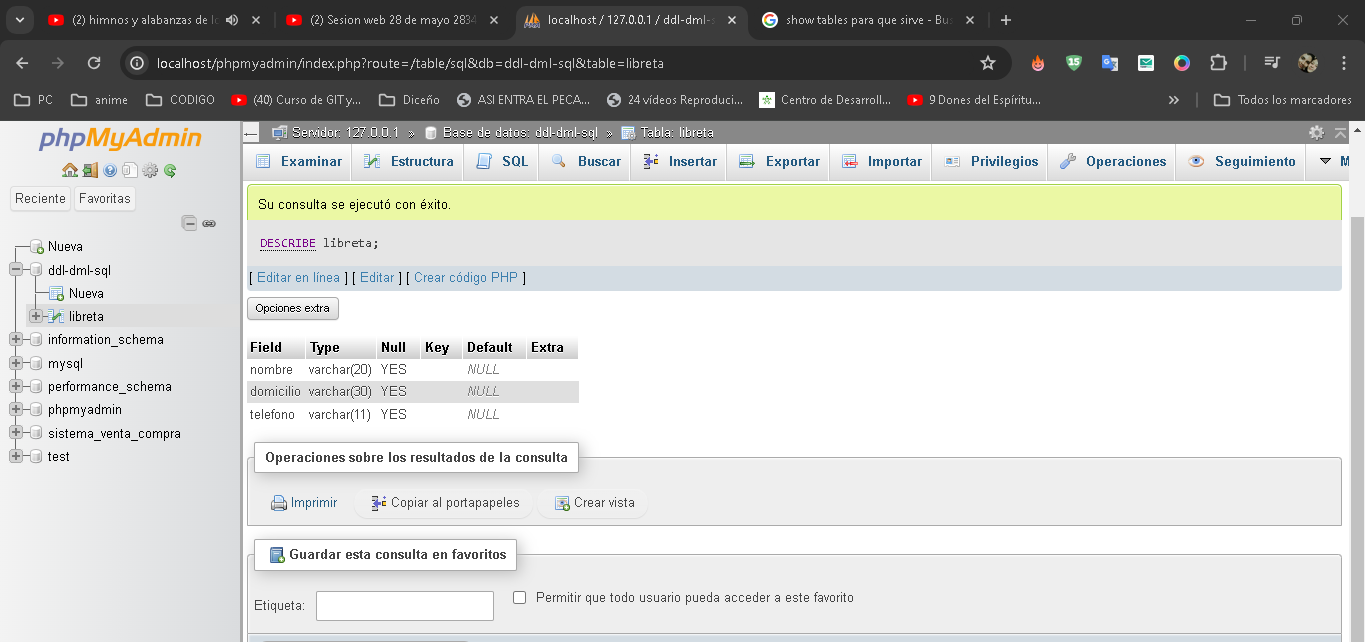 (2) himnos y alabanzas de lo
(2) Sesion web 28 de mayo 2834
localhost / 127.0.0.1 / ddl-dml-s
show tables para que sirve - Bus
localhost/phpmyadmin/index.php?route=/table/sql&db=ddl-dml-sql&table=libreta
15
PC
anime
CODIGO
(40) Curso de GIT y...
Diceño
ASI ENTRA EL PECA...
24 vídeos Reproduci...
Centro de Desarroll...
9 Dones del Espíritu...
Todos los marcadores
phpMyAdmin
Reciente
Favoritas
Nueva
ddl-dml-sql
Nueva
libreta
information_schema
mysql
performance_schema
phpmyadmin
sistema_venta_compra
test
Servidor: 127.0.0.1 » Base de datos: ddl-dml-sql » Tabla: libreta
Examinar Estructura SQL Buscar Insertar Exportar Importar Privilegios Operaciones Seguimiento M
Su consulta se ejecutó con éxito.
DESCRIBE libreta;
[ Editar en línea ] [ Editar ] [ Crear código PHP ]
Opciones extra
Field Type Null Key Default Extra
nombre varchar(20) YES NULL
domicilio varchar(30) YES NULL
telefono varchar(11) YES NULL
Operaciones sobre los resultados de la consulta
Imprimir Copiar al portapapeles Crear vista
Guardar esta consulta en favoritos
Etiqueta: Permitir que todo usuario pueda acceder a este favorito